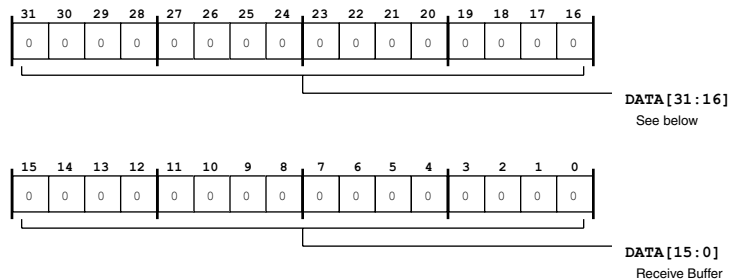 31 30 29 28 27 26 25 24 23 22 21 20 19 18 17 16
0 0 0 0 0 0 0 0 0 0 0 0 0 0 0 0
DATA[31:16]
See below
15 14 13 12 11 10 9 8 7 6 5 4 3 2 1 0
0 0 0 0 0 0 0 0 0 0 0 0 0 0 0 0
DATA[15:0]
Receive Buffer